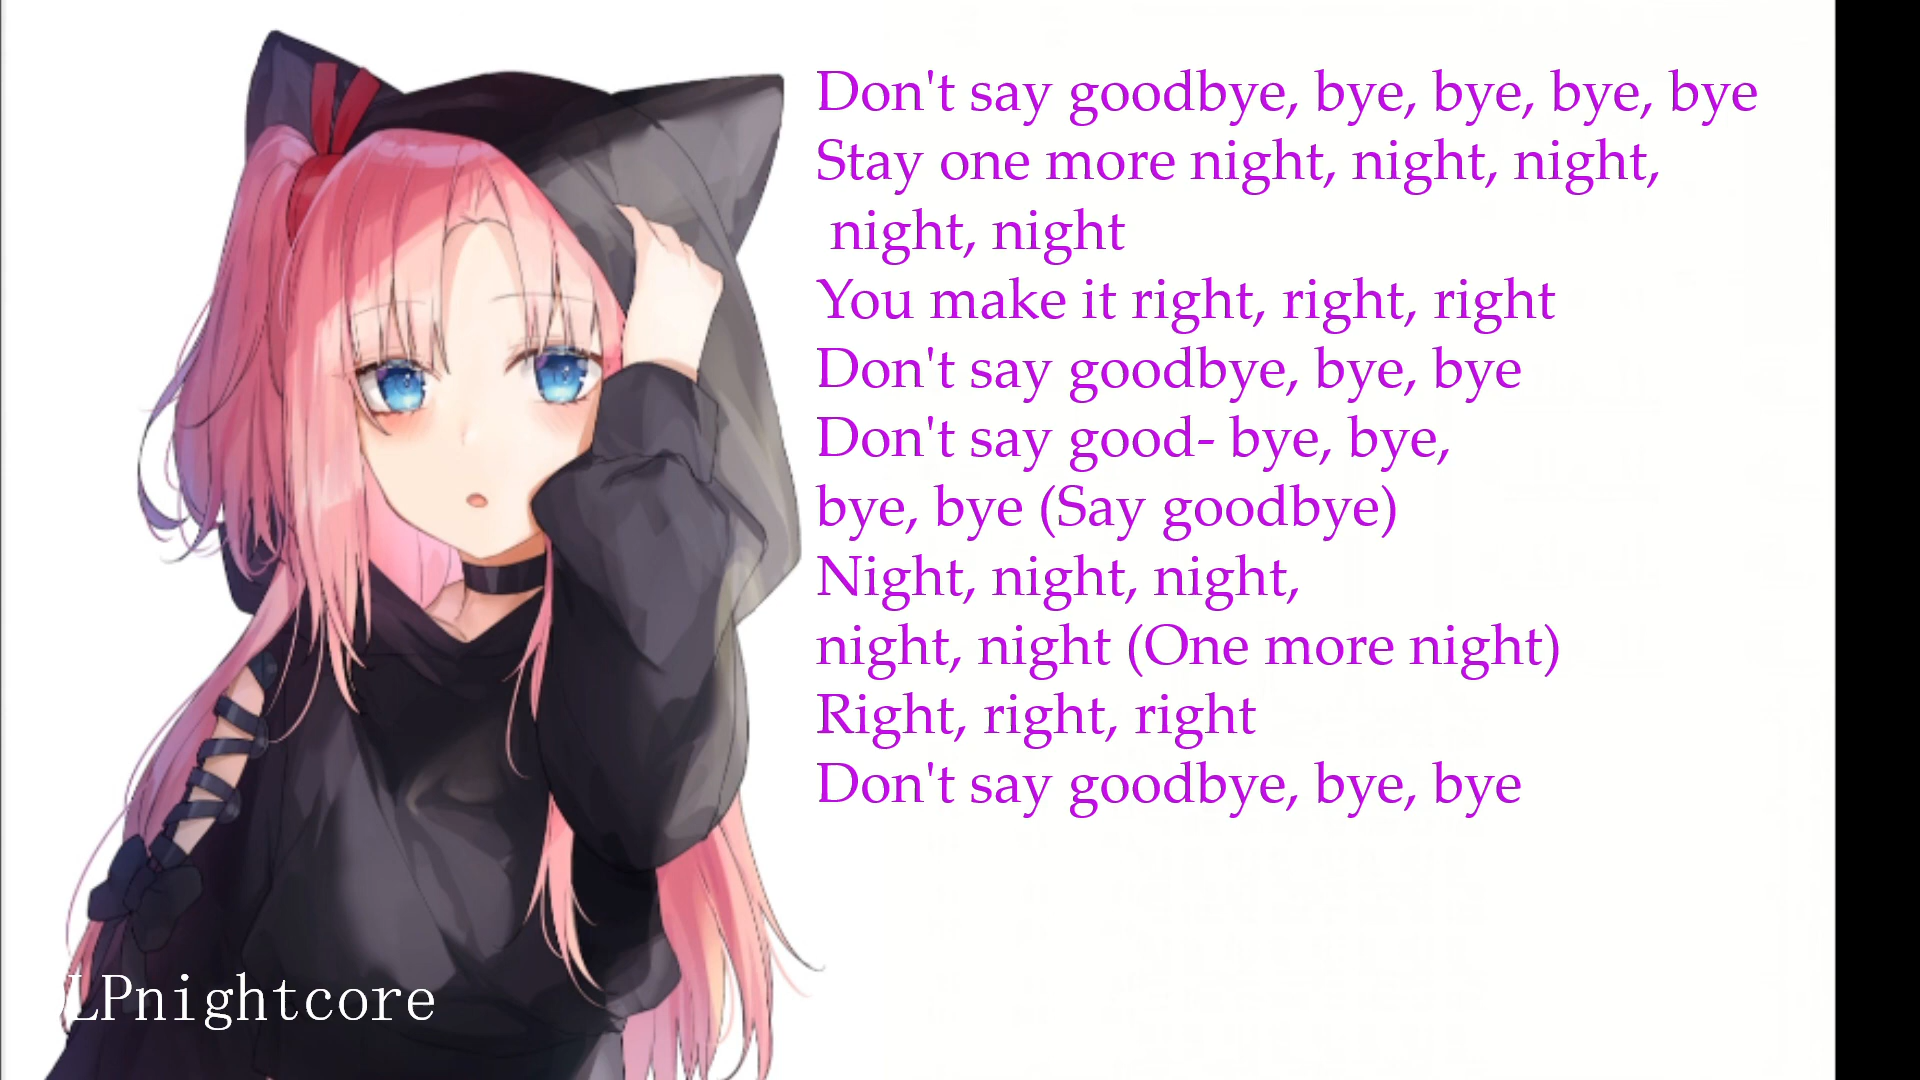 Don't say goodbye, bye, bye, bye, bye
Stay one more night, night, night,
night, night
You make it right, right, right
Don't say goodbye, bye, bye
Don't say good- bye, bye,
bye, bye (Say goodbye)
Night, night, night,
night, night (One more night)
Right, right, right
Don't say goodbye, bye, bye
LPnightcore